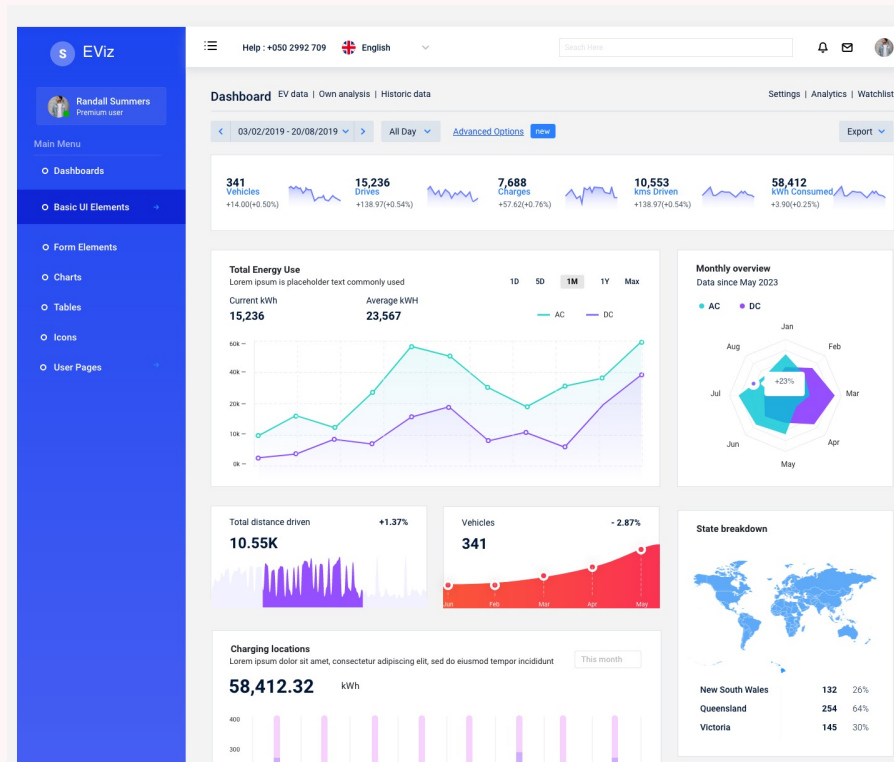 S EViz
Help : +050 2992 709 English
Search Here
Randall Summers
Premium user
Main Menu
Dashboards
Basic UI Elements
Form Elements
Charts
Tables
Icons
User Pages
Dashboard EV data | Own analysis | Historic data
Settings | Analytics | Watchlist
03/02/2019 - 20/08/2019 All Day Advanced Options new
Export
341
Vehicles
+14.00(+0.50%)
15,236
Drives
+138.97(+0.54%)
7,688
Charges
+57.62(+0.76%)
10,553
kms Driven
+138.97(+0.54%)
58,412
kWh Consumed
+3.90(+0.25%)
Total Energy Use
Lorem ipsum is placeholder text commonly used
1D 5D 1M 1Y Max
Current kWh Average kWH
15,236 23,567
AC DC
60k
40k
20k
10k
0k
Monthly overview
Data since May 2023
AC DC
Jan
Feb
Mar
Apr
May
Jun
Jul
Aug
+23%
Total distance driven +1.37%
10.55K
Vehicles - 2.87%
341
Jun Feb Mar Apr May
State breakdown
New South Wales 132 26%
Queensland 254 64%
Victoria 145 30%
Charging locations
Lorem ipsum dolor sit amet, consectetur adipiscing elit, sed do eiusmod tempor incididunt
This month
58,412.32 kWh
400
300